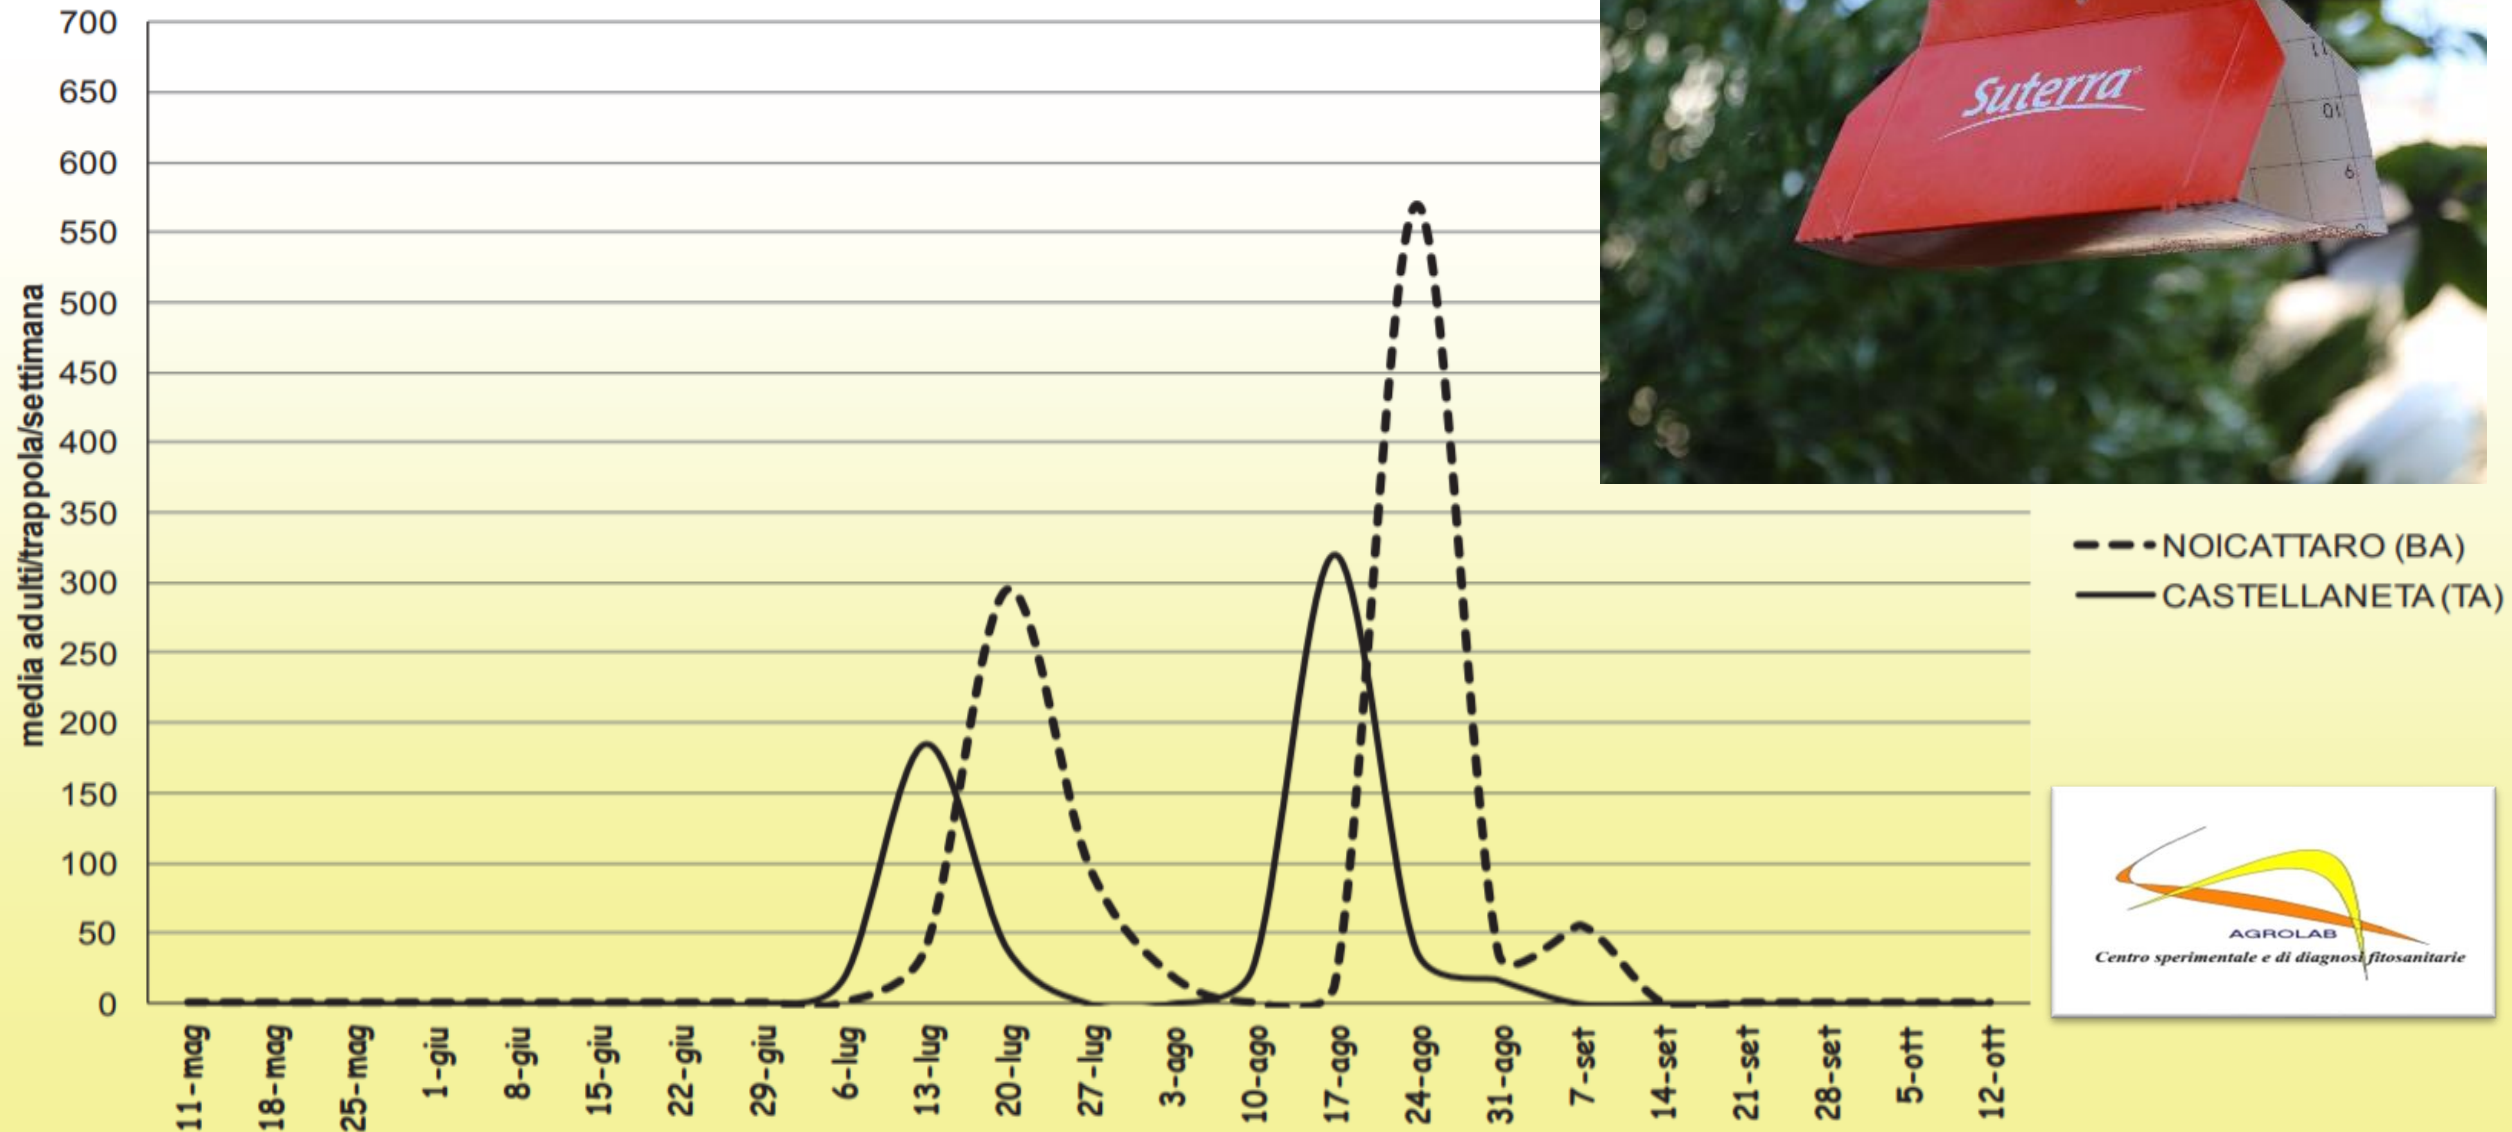 media adulti/trappola/settimana
700
650
600
550
500
450
400
350
300
250
200
150
100
50
0
11-mag
18-mag
25-mag
1-giu
8-giu
15-giu
22-giu
29-giu
6-lug
13-lug
20-lug
27-lug
3-ago
10-ago
17-ago
24-ago
31-ago
7-set
14-set
21-set
28-set
5-ott
12-ott
Suterra
11
10
9
NOICATTARO (BA)
CASTELLANETA (TA)
AGROLAB
Centro sperimentale e di diagnosi fitosanitarie